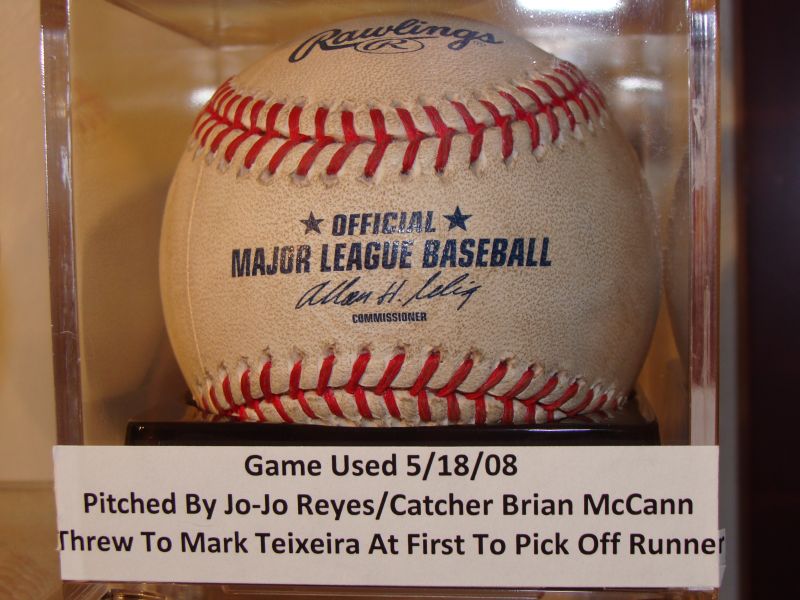 Rawlings
R
★ OFFICIAL ★
MAJOR LEAGUE BASEBALL
Allan H. Selig
COMMISSIONER
Game Used 5/18/08
Pitched By Jo-Jo Reyes/Catcher Brian McCann
Threw To Mark Teixeira At First To Pick Off Runner